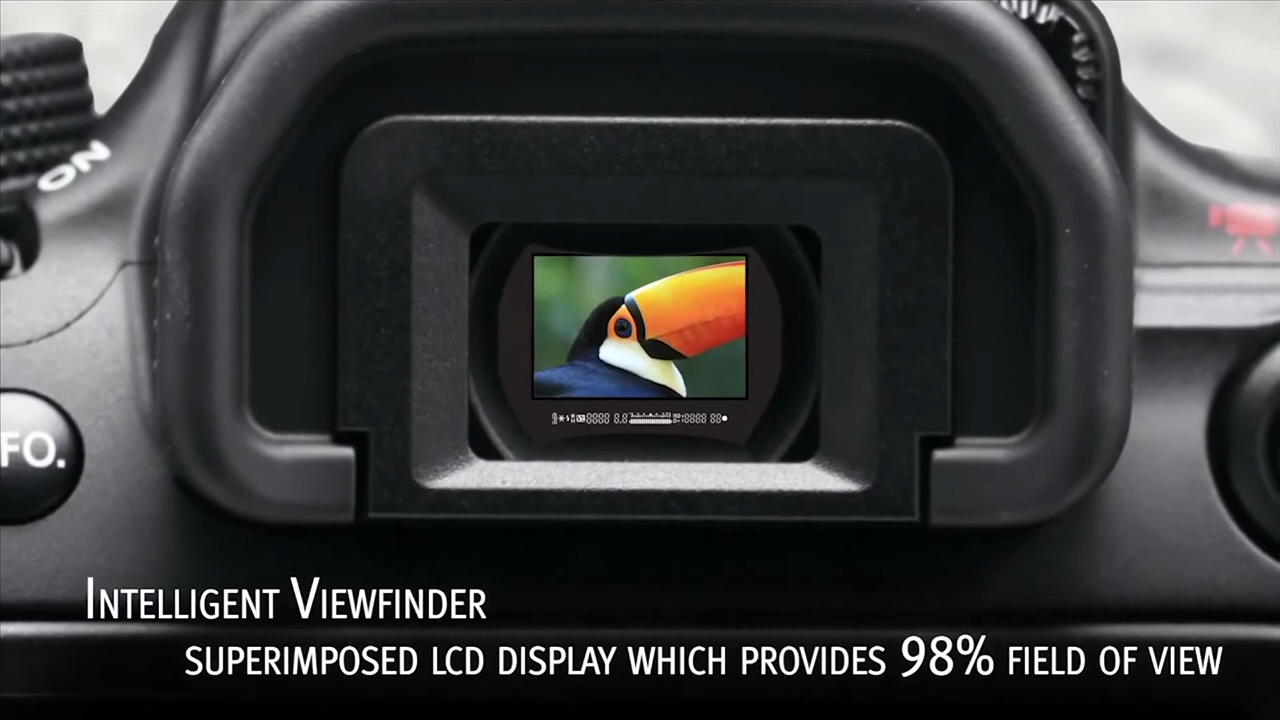 ON
FO.
INTELLIGENT VIEWFINDER
SUPERIMPOSED LCD DISPLAY WHICH PROVIDES 98% FIELD OF VIEW